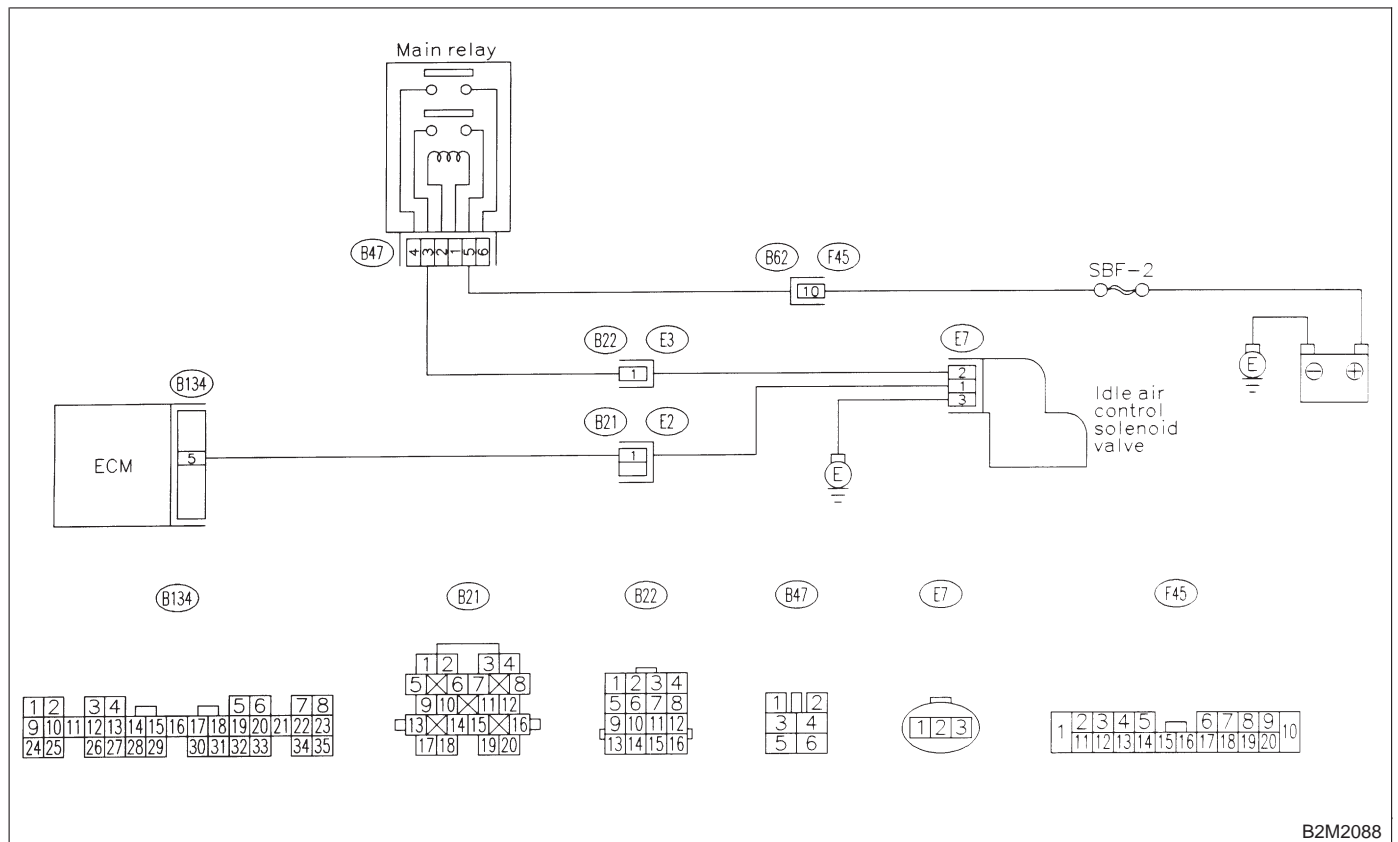 Main relay
B47
4 3 2 1 5 6
B62 F45
10
SBF-2
B22 E3
1
E7
2
1
3
E
− +
Idle air
control
solenoid
valve
B134
ECM
5
B21 E2
1
E
B134 B21 B22 B47 E7 F45
1 2 3 4 5 6 7 8
9 10 11 12 13 14 15 16 17 18 19 20 21 22 23
24 25 26 27 28 29 30 31 32 33 34 35
1 2 3 4
5 6 7 8
9 10 11 12
13 14 15 16
17 18 19 20
1 2 3 4
5 6 7 8
9 10 11 12
13 14 15 16
1 2
3 4
5 6
1 2 3
1 2 3 4 5 6 7 8 9 10
11 12 13 14 15 16 17 18 19 20
B2M2088